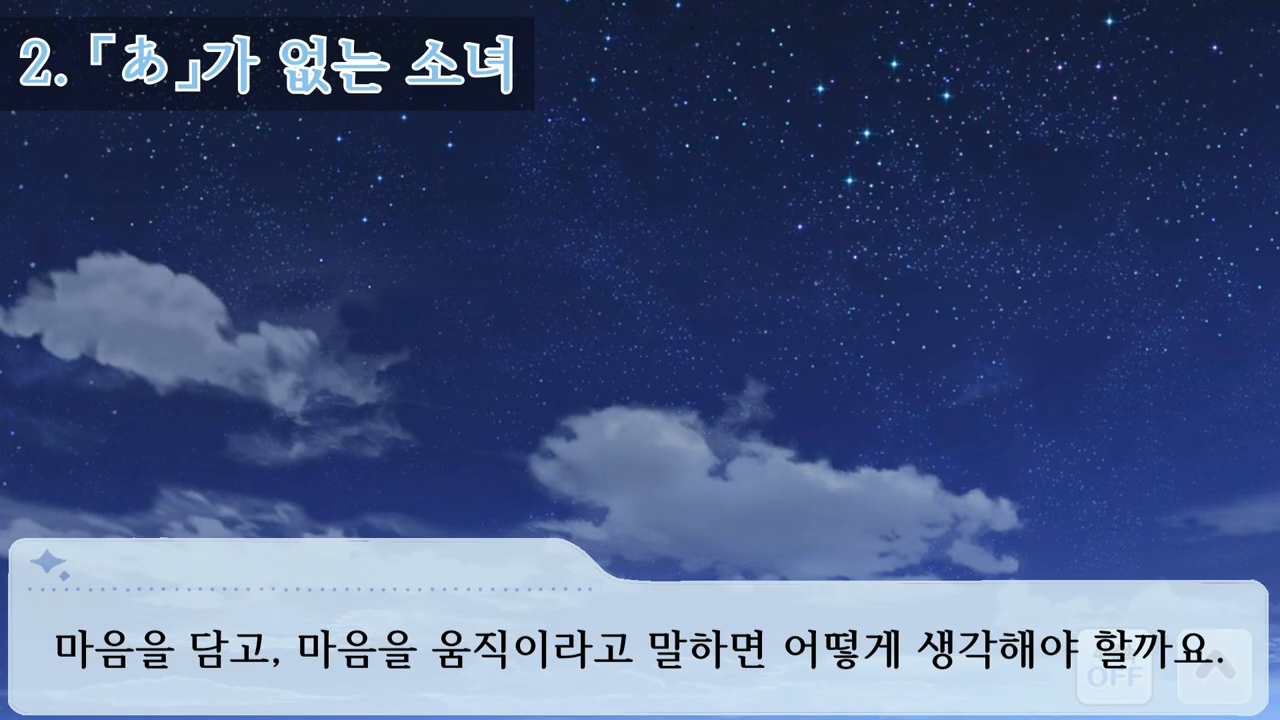 2. 「あ」가 없는 소녀
마음을 담고, 마음을 움직이라고 말하면 어떻게 생각해야 할까요.
OFF